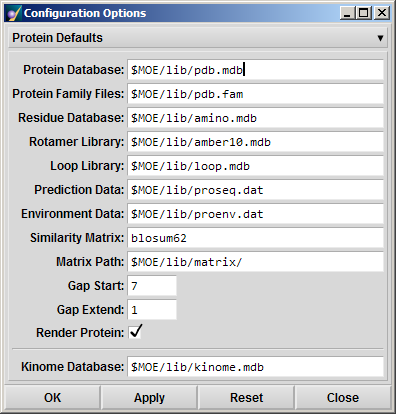 Configuration Options
Protein Defaults
Protein Database: $MOE/lib/pdb.mdb
Protein Family Files: $MOE/lib/pdb.fam
Residue Database: $MOE/lib/amino.mdb
Rotamer Library: $MOE/lib/amber10.mdb
Loop Library: $MOE/lib/loop.mdb
Prediction Data: $MOE/lib/proseq.dat
Environment Data: $MOE/lib/proenv.dat
Similarity Matrix: blosum62
Matrix Path: $MOE/lib/matrix/
Gap Start: 7
Gap Extend: 1
Render Protein:
Kinome Database: $MOE/lib/kinome.mdb
OK Apply Reset Close